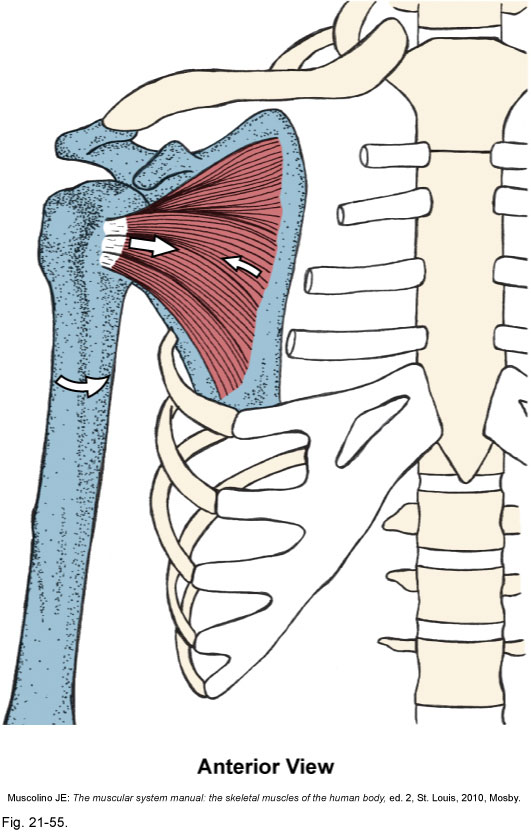 Anterior View
Muscolino JE: The muscular system manual: the skeletal muscles of the human body, ed. 2, St. Louis, 2010, Mosby.
Fig. 21-55.